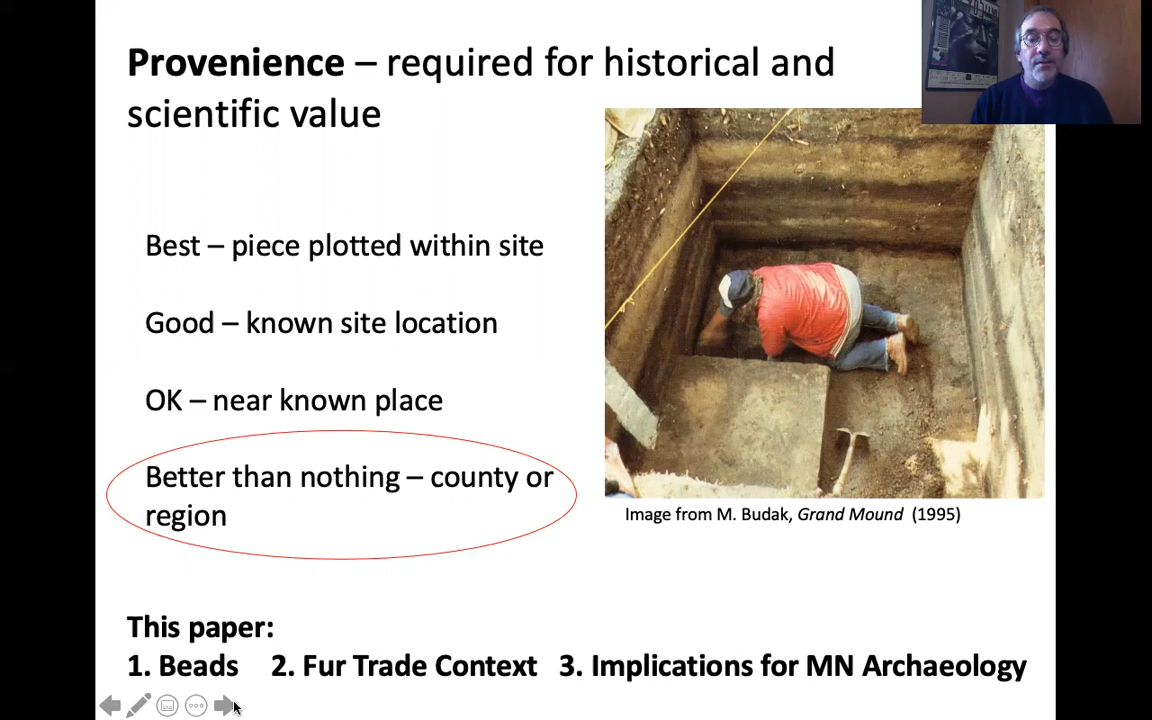 Provenience – required for historical and
scientific value
Best – piece plotted within site
Good – known site location
OK – near known place
Better than nothing – county or
region
Image from M. Budak, Grand Mound (1995)
This paper:
1. Beads 2. Fur Trade Context 3. Implications for MN Archaeology